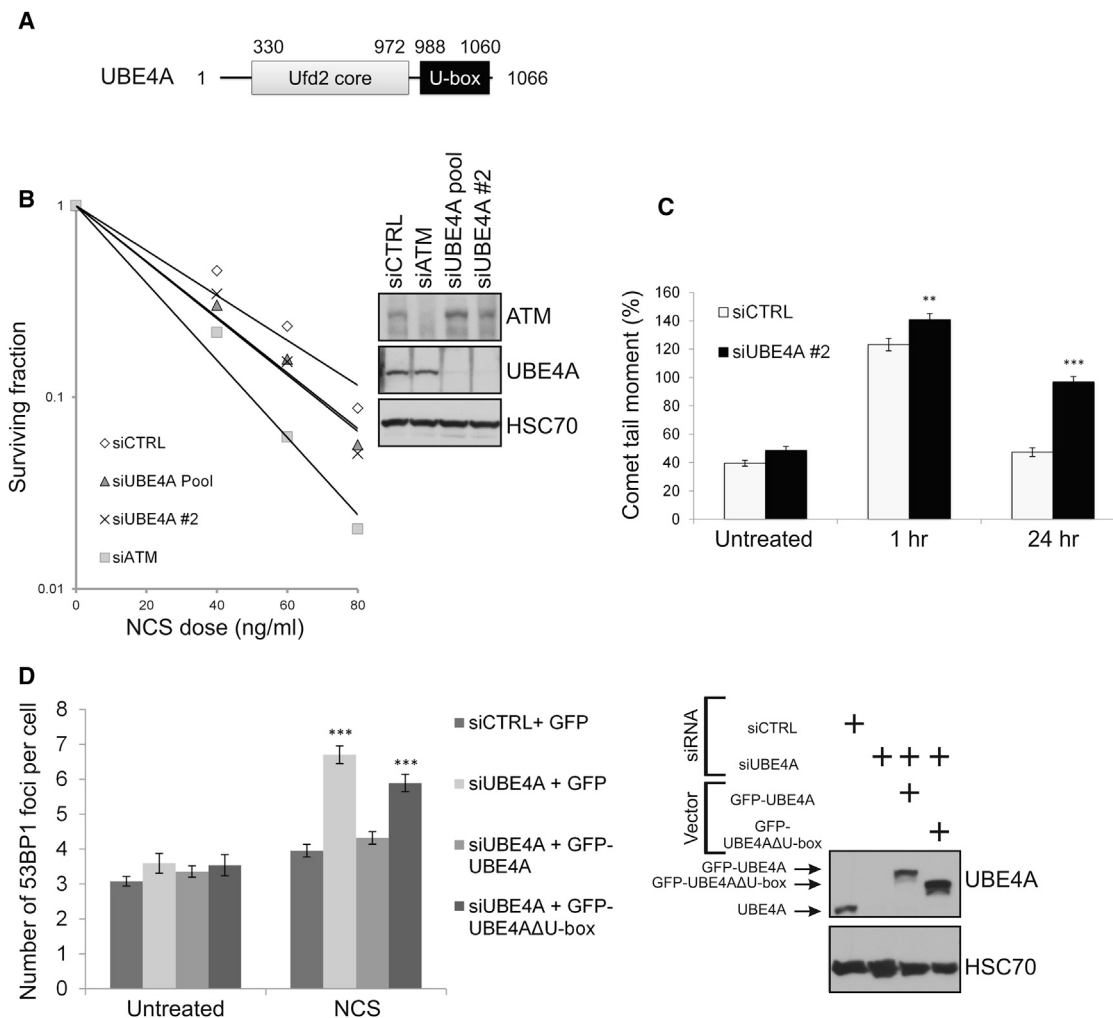 A
330 972 988 1060
UBE4A 1 Ufd2 core U-box 1066
B
Surviving fraction
1
0.1
0.01
0 20 40 60 80
NCS dose (ng/ml)
siCTRL
siUBE4A Pool
siUBE4A #2
siATM
siCTRL
siATM
siUBE4A pool
siUBE4A #2
ATM
UBE4A
HSC70
C
Comet tail moment (%)
160
140
120
100
80
60
40
20
0
siCTRL
siUBE4A #2
**
***
Untreated 1 hr 24 hr
D
Number of 53BP1 foci per cell
8
7
6
5
4
3
2
1
0
***
***
Untreated NCS
siCTRL+ GFP
siUBE4A + GFP
siUBE4A + GFP-
UBE4A
siUBE4A + GFP-
UBE4AΔU-box
siRNA
siCTRL +
siUBE4A + + +
Vector
GFP-UBE4A +
GFP-
UBE4AΔU-box +
GFP-UBE4A
GFP-UBE4AΔU-box
UBE4A
UBE4A
HSC70